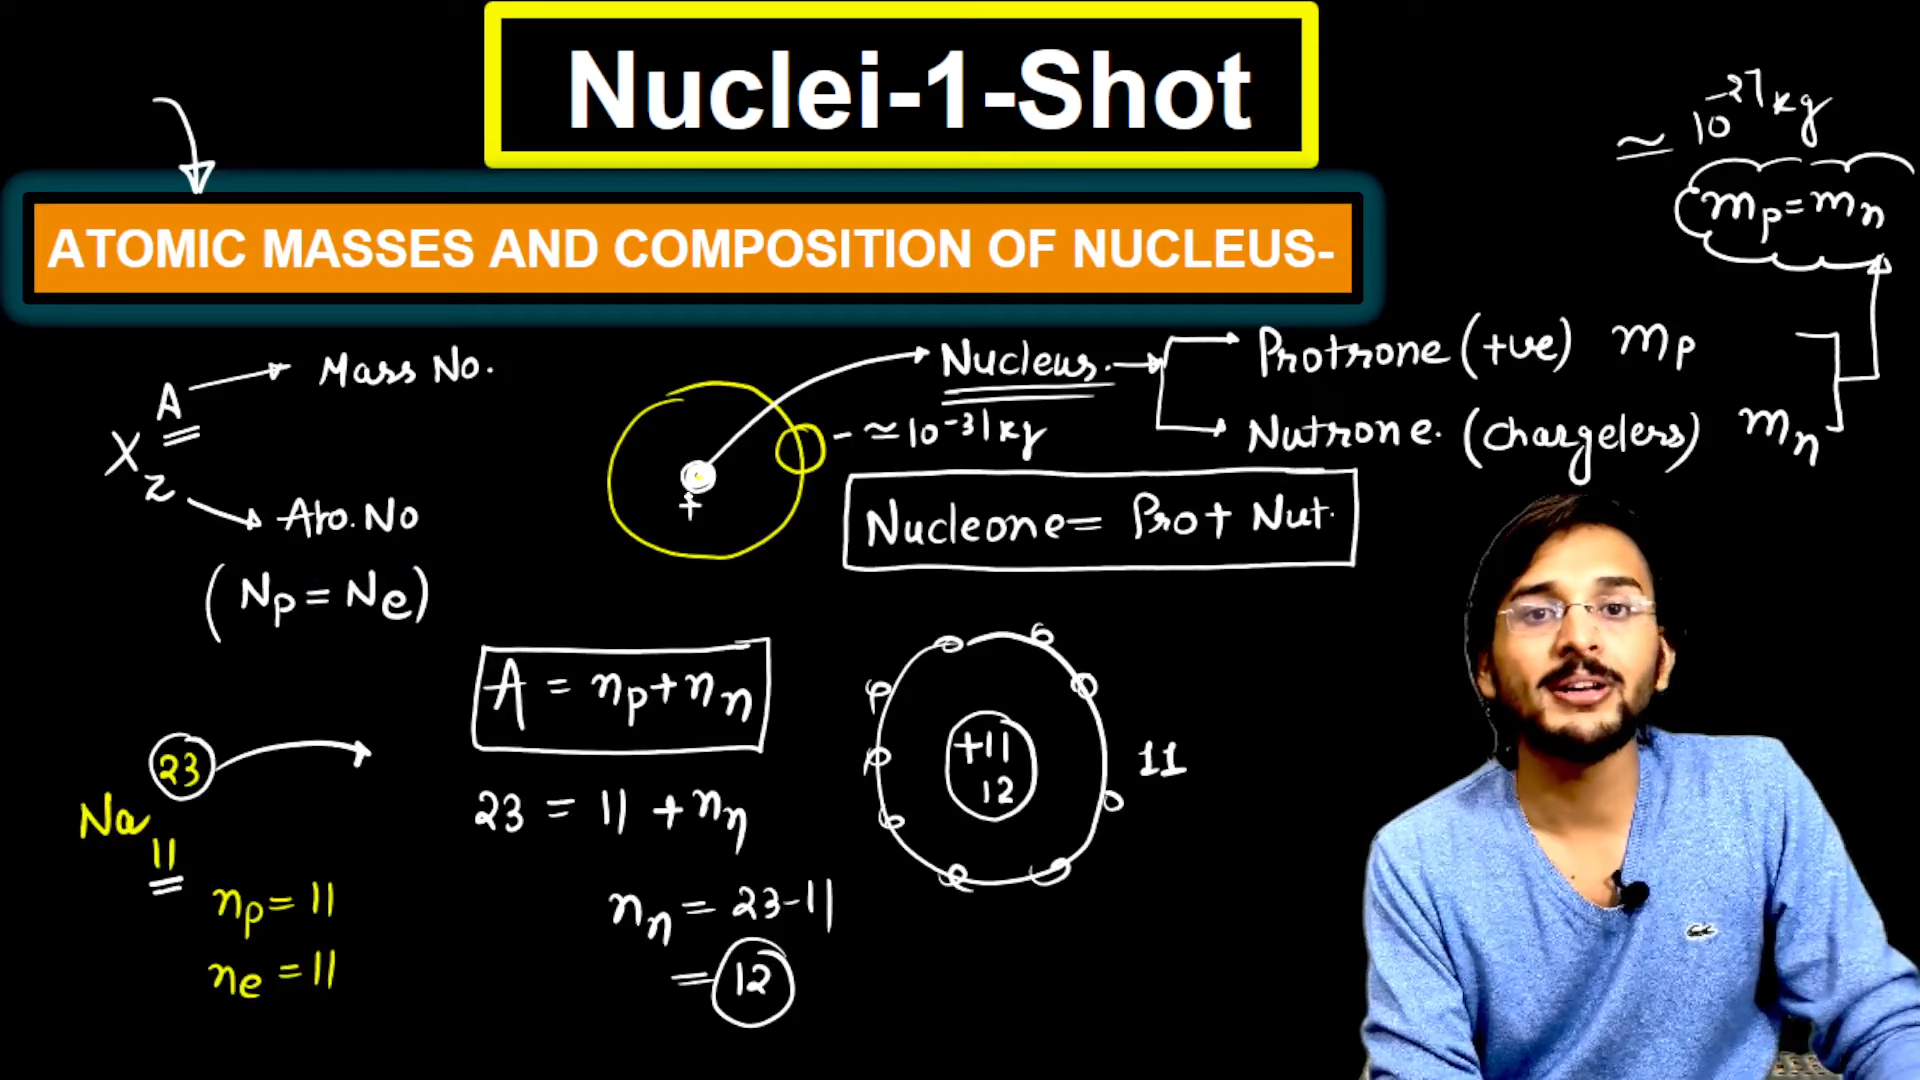 Nuclei-1-Shot
≃ 10⁻²⁷ kg
mp = mn
ATOMIC MASSES AND COMPOSITION OF NUCLEUS-
A → Mass No.
X
z → Ato. No
(Np = Ne)
Nucleus. → Protrone (+ve) mp
Nutrone. (chargelers) mn
- ≃ 10⁻³¹ kg
+
Nucleone = Pro + Nut.
A = np + nn
23
Na
11
np = 11
ne = 11
23 = 11 + nn
nn = 23 - 11
= 12
+11
12
11